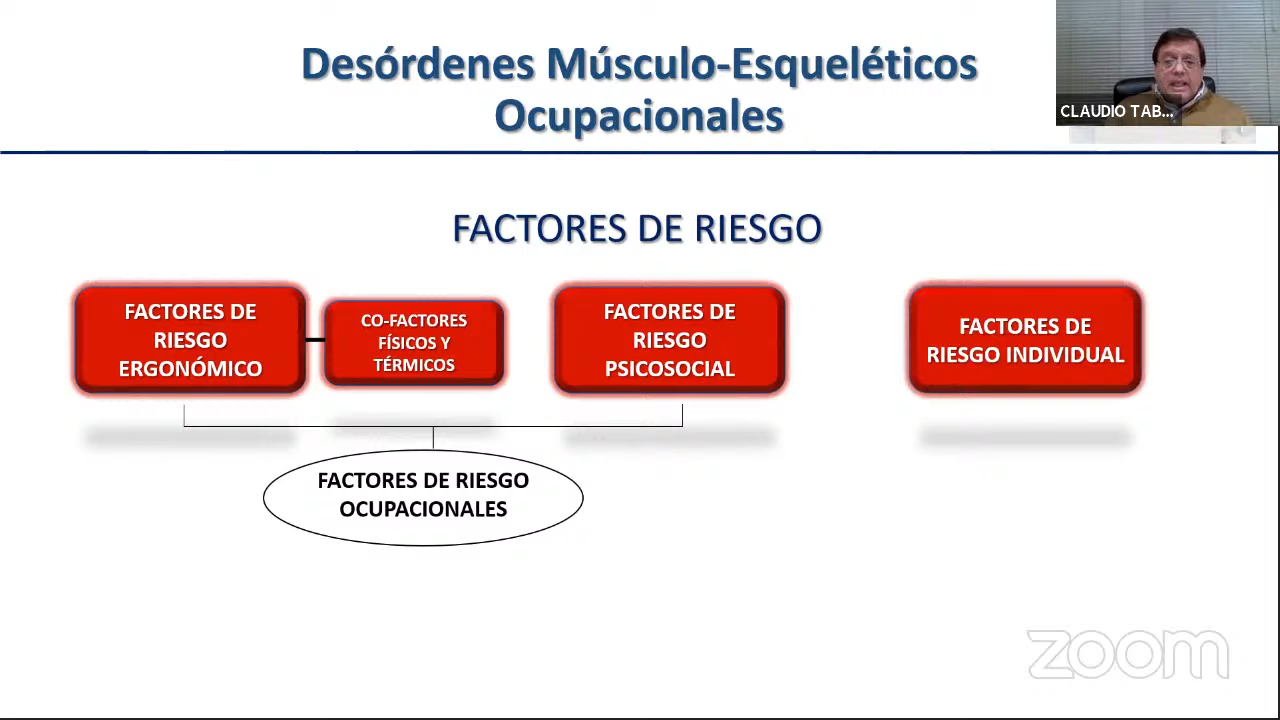 Desórdenes Músculo-Esqueléticos
Ocupacionales
CLAUDIO TAB...
FACTORES DE RIESGO
FACTORES DE
RIESGO
ERGONÓMICO
CO-FACTORES
FÍSICOS Y
TÉRMICOS
FACTORES DE
RIESGO
PSICOSOCIAL
FACTORES DE
RIESGO INDIVIDUAL
FACTORES DE RIESGO
OCUPACIONALES
zoom